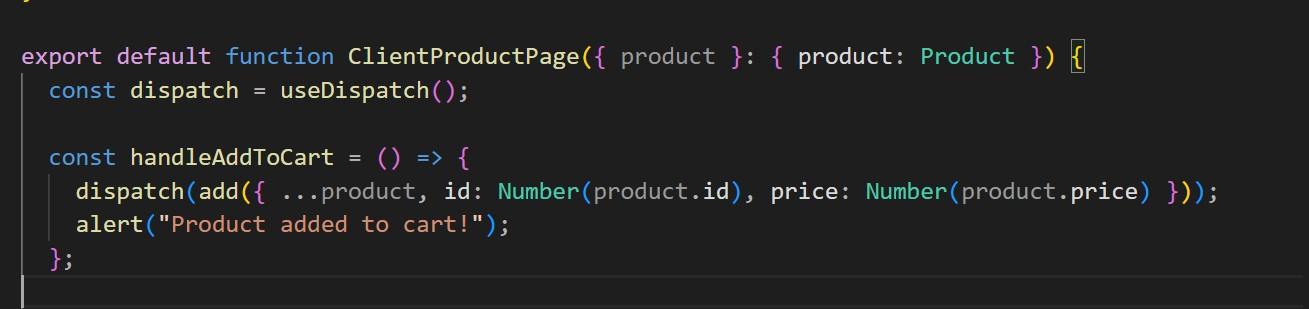 export default function ClientProductPage({ product }: { product: Product }) {
  const dispatch = useDispatch();

  const handleAddToCart = () => {
    dispatch(add({ ...product, id: Number(product.id), price: Number(product.price) }));
    alert("Product added to cart!");
  };